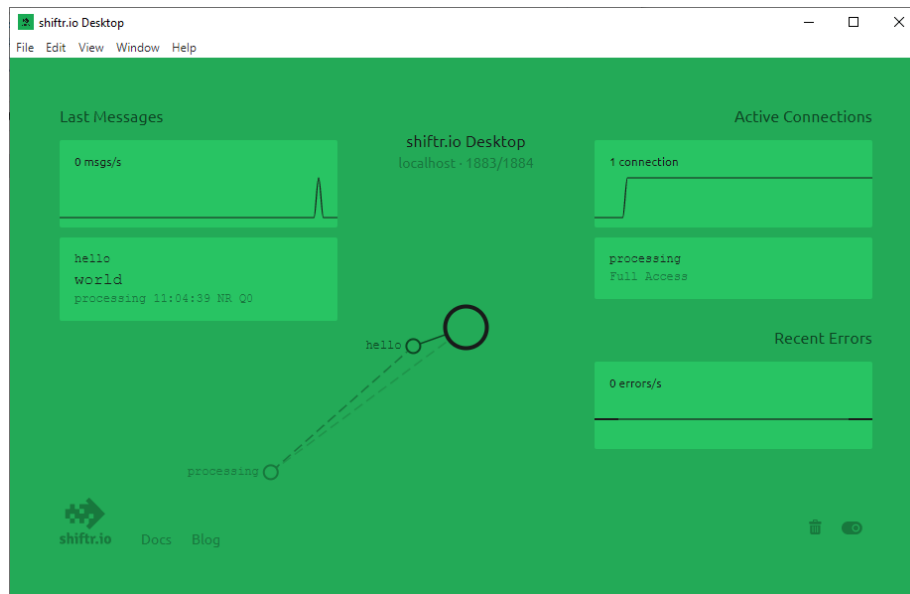 shiftr.io Desktop
File Edit View Window Help
Last Messages
0 msgs/s
hello
world
processing 11:04:39 NR Q0
shiftr.io Desktop
localhost - 1883/1884
Active Connections
1 connection
processing
Full Access
Recent Errors
0 errors/s
hello
processing
shiftr.io
Docs Blog